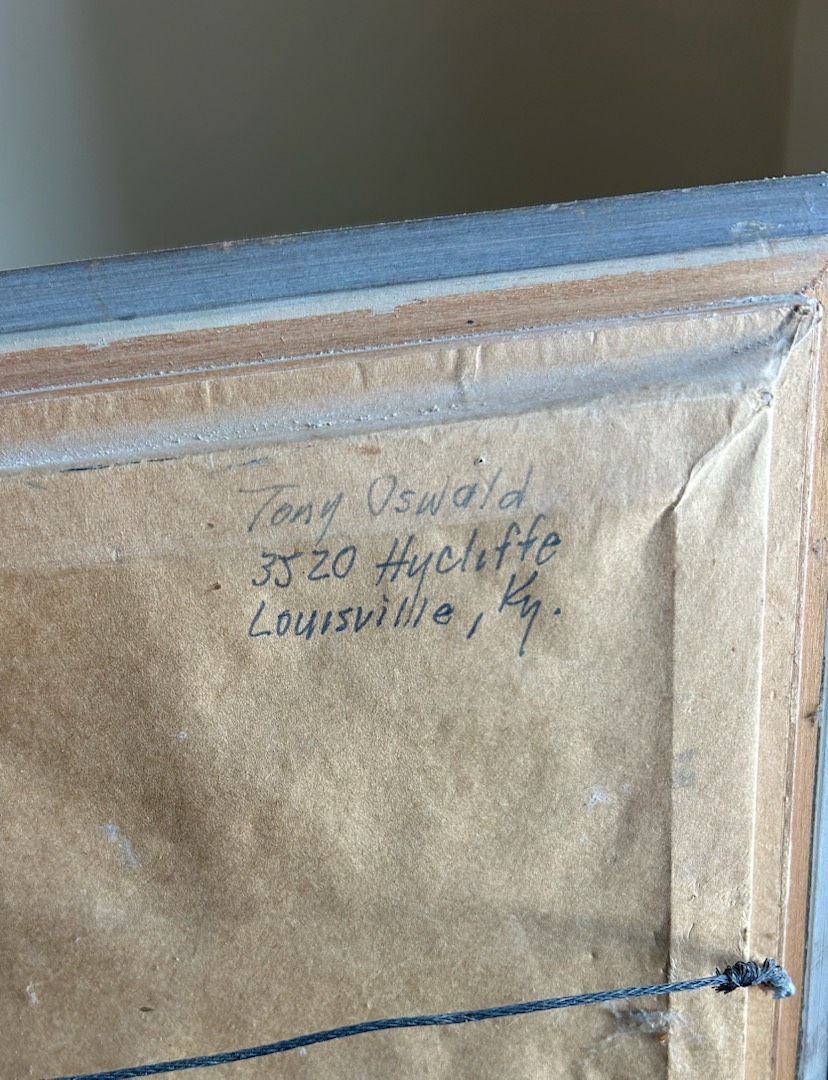 Tony Oswald
3520 Hycliffe
Louisville, Ky.